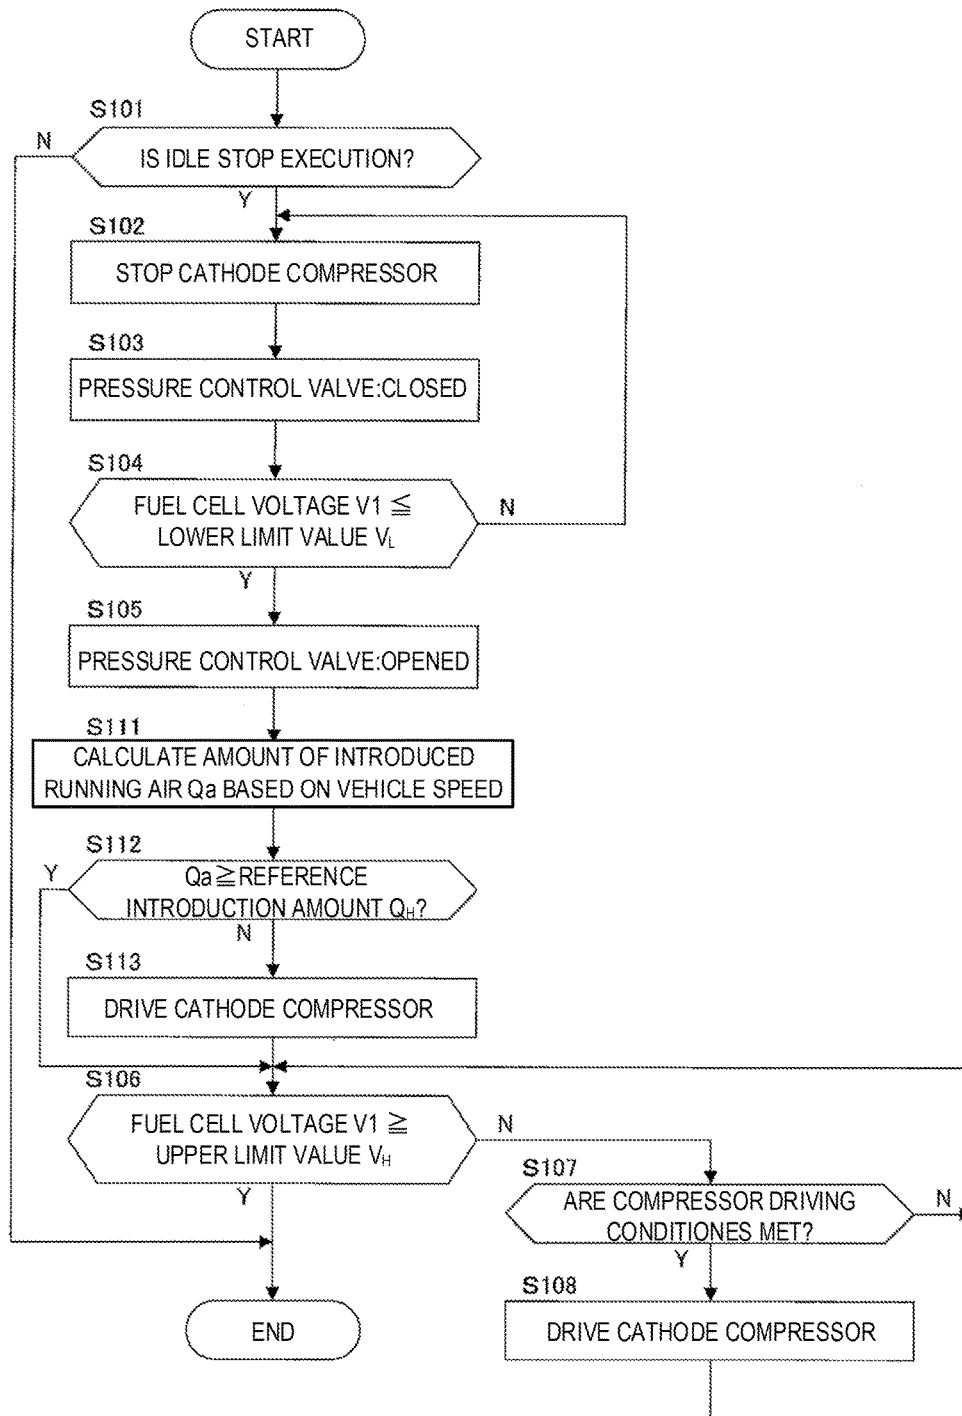 START
S101
N
IS IDLE STOP EXECUTION?
Y
S102
STOP CATHODE COMPRESSOR
S103
PRESSURE CONTROL VALVE:CLOSED
S104
FUEL CELL VOLTAGE V1 ≦
LOWER LIMIT VALUE VL
N
Y
S105
PRESSURE CONTROL VALVE:OPENED
S111
CALCULATE AMOUNT OF INTRODUCED
RUNNING AIR Qa BASED ON VEHICLE SPEED
S112
Y
Qa≧REFERENCE
INTRODUCTION AMOUNT QH?
N
S113
DRIVE CATHODE COMPRESSOR
S106
FUEL CELL VOLTAGE V1 ≧
UPPER LIMIT VALUE VH
N
Y
S107
ARE COMPRESSOR DRIVING
CONDITIONES MET?
N
Y
S108
DRIVE CATHODE COMPRESSOR
END